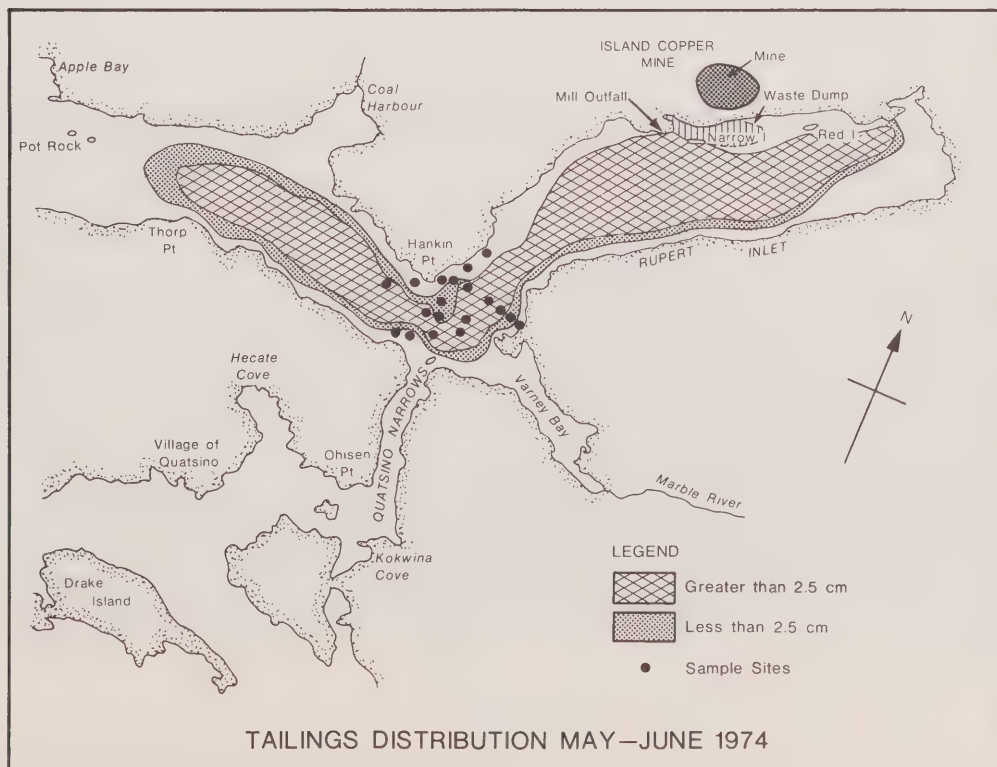 ISLAND COPPER
MINE
Mine
Apple Bay
Coal
Harbour
Mill Outfall
Waste Dump
Pot Rock
Narrow I
Red I
Thorp
Pt
Hankin
Pt
RUPERT INLET
N
Hecate
Cove
Varney Bay
QUATSINO NARROWS
Village of
Quatsino
Ohisen
Pt
Marble River
Kokwina
Cove
Drake
Island
LEGEND
Greater than 2.5 cm
Less than 2.5 cm
Sample Sites
TAILINGS DISTRIBUTION MAY—JUNE 1974